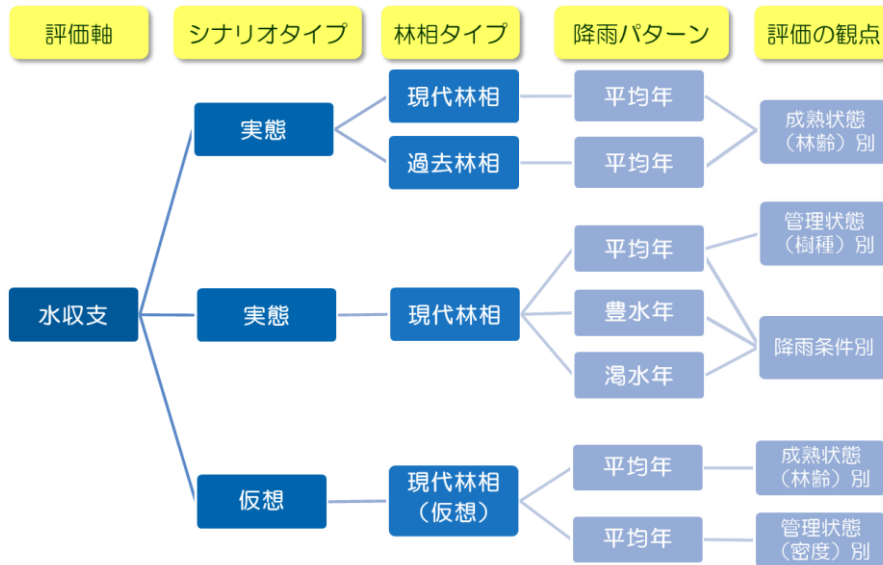 評価軸
シナリオタイプ
林相タイプ
降雨パターン
評価の観点
水収支
実態
現代林相
平均年
過去林相
平均年
成熟状態
（林齢）別
実態
現代林相
平均年
豊水年
渇水年
管理状態
（樹種）別
降雨条件別
仮想
現代林相
（仮想）
平均年
成熟状態
（林齢）別
平均年
管理状態
（密度）別